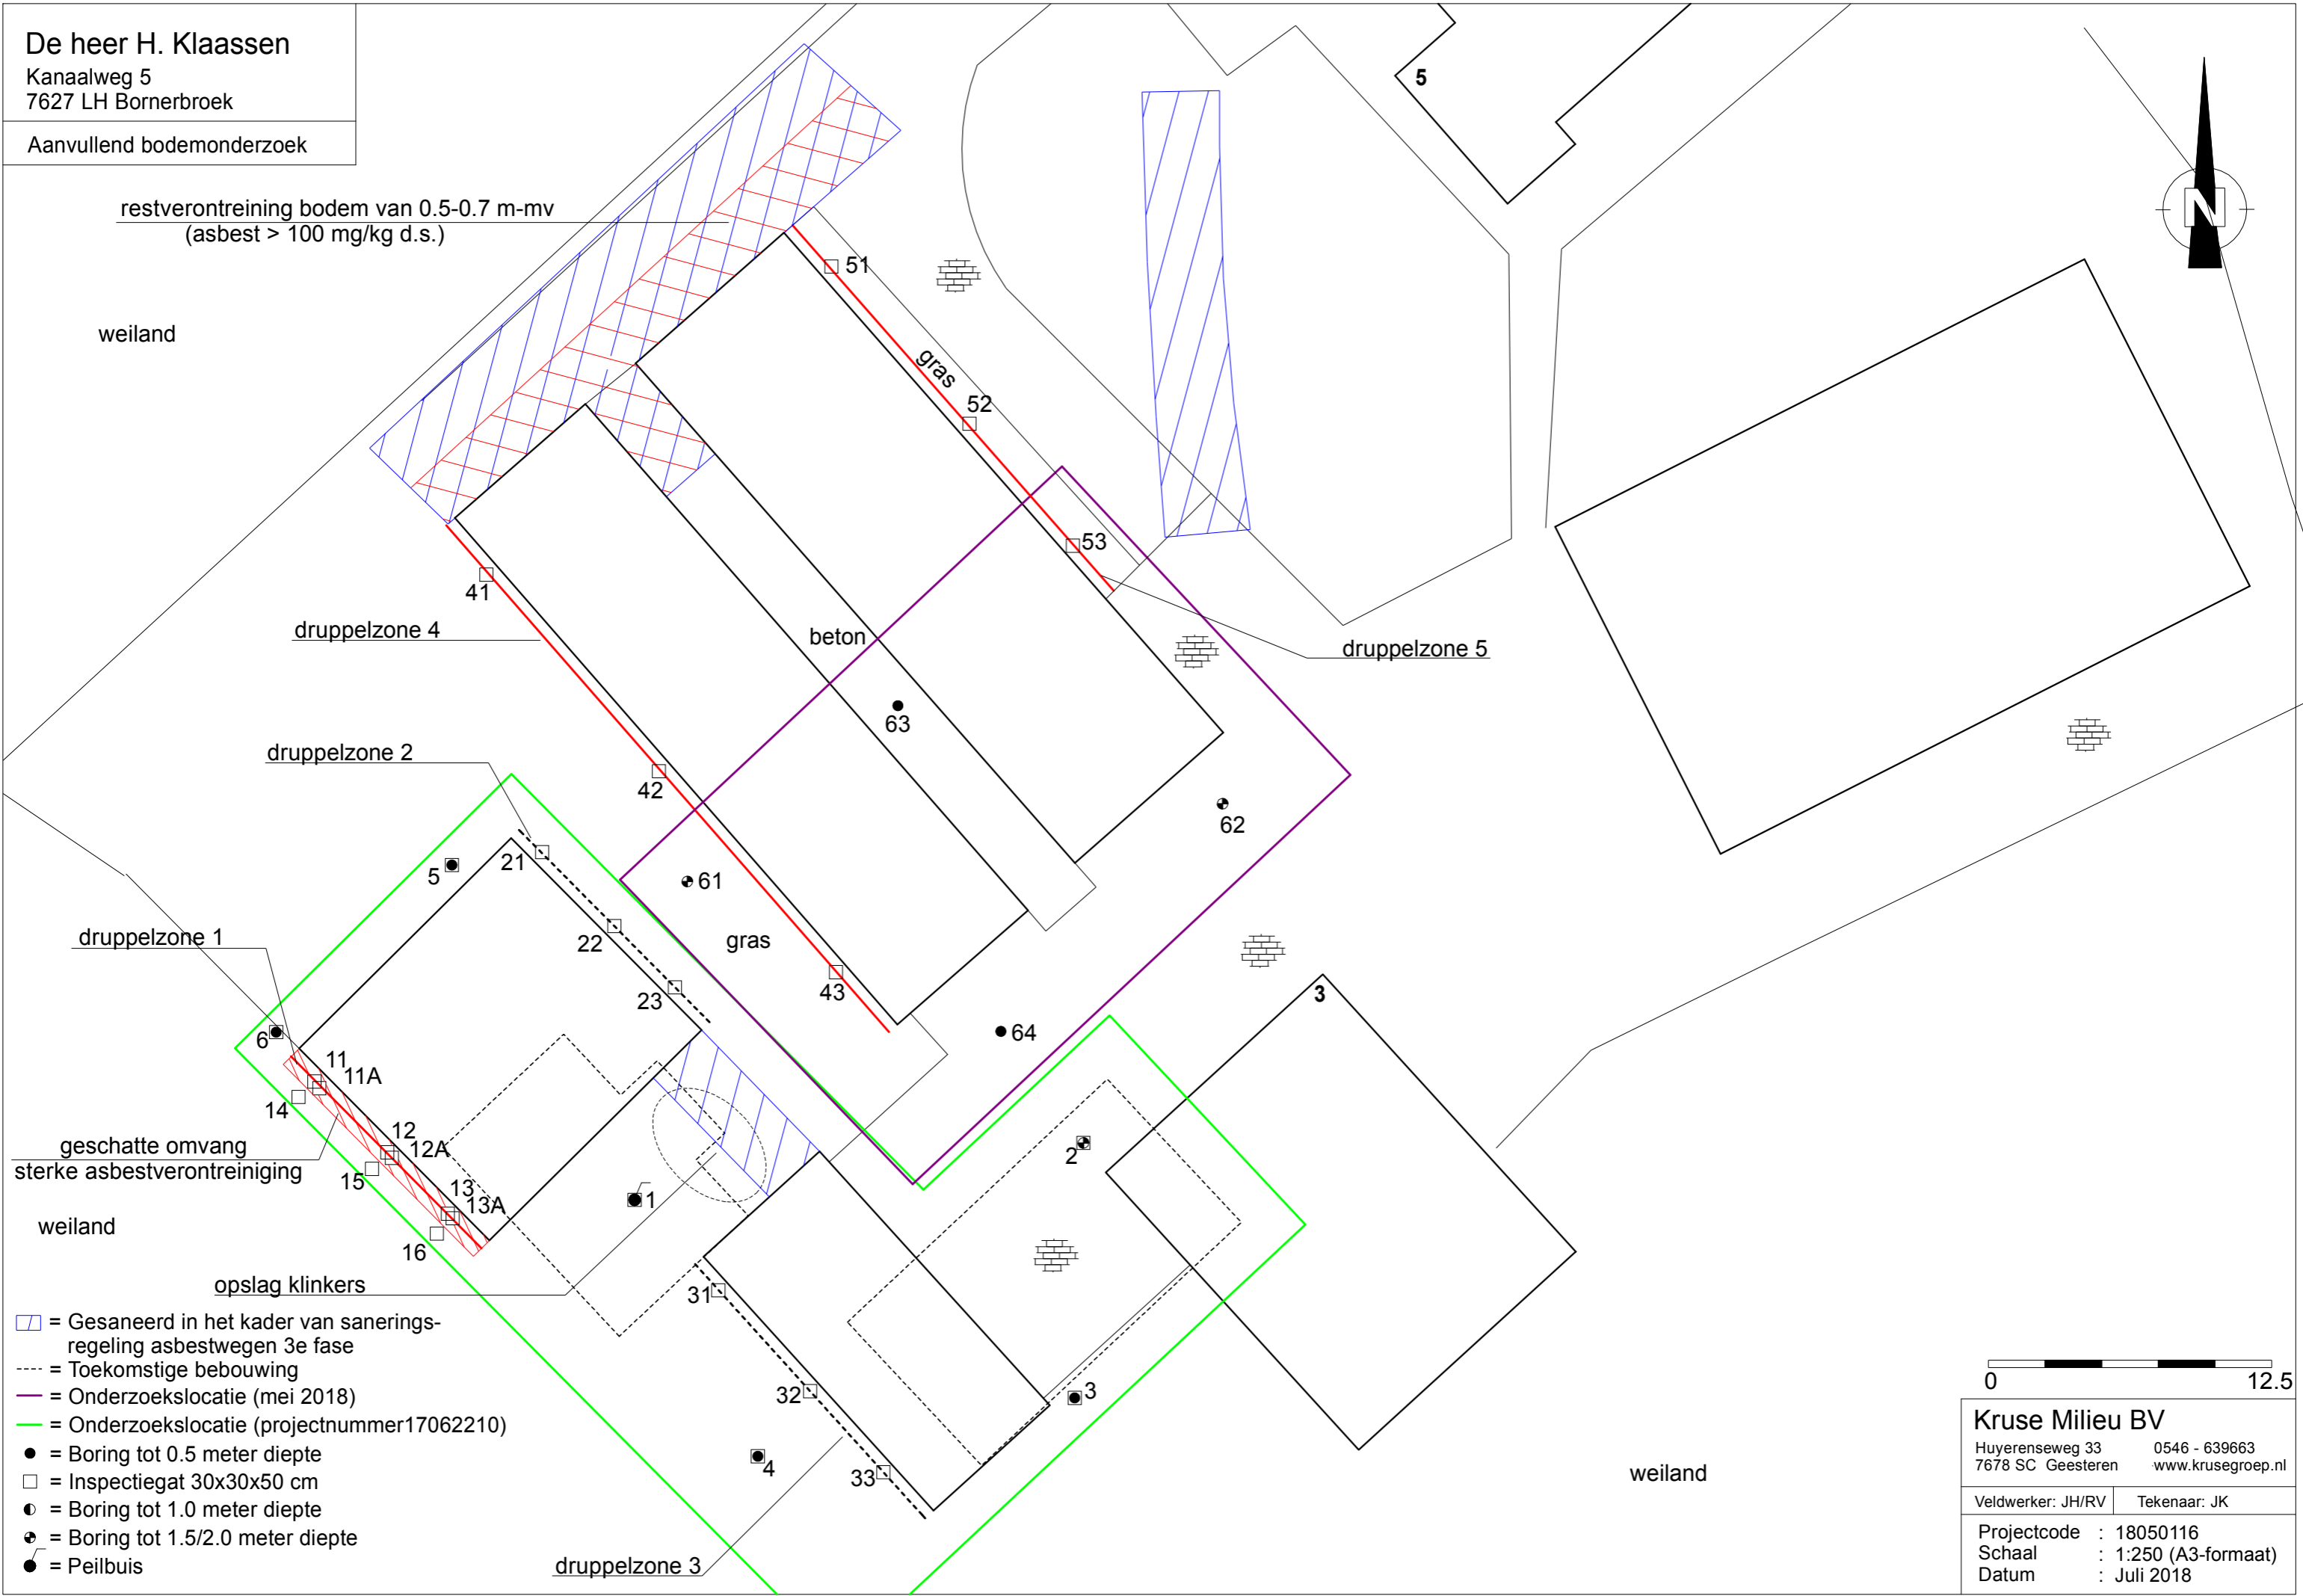 De heer H. Klaassen
Kanaalweg 5
7627 LH Bornerbroek
Aanvullend bodemonderzoek
restverontreining bodem van 0.5-0.7 m-mv
(asbest > 100 mg/kg d.s.)
weiland
5
N
51
gras
52
53
41
druppelzone 4
beton
druppelzone 5
63
druppelzone 2
42
62
21
5
61
22
gras
druppelzone 1
23
43
3
6
64
11
11A
14
12
12A
geschatte omvang
sterke asbestverontreiniging
15
2
13
13A
1
weiland
16
opslag klinkers
31
= Gesaneerd in het kader van sanerings-
regeling asbestwegen 3e fase
= Toekomstige bebouwing
= Onderzoekslocatie (mei 2018)
= Onderzoekslocatie (projectnummer17062210)
= Boring tot 0.5 meter diepte
= Inspectiegat 30x30x50 cm
= Boring tot 1.0 meter diepte
= Boring tot 1.5/2.0 meter diepte
= Peilbuis
32
3
4
33
druppelzone 3
weiland
0 12.5
Kruse Milieu BV
Huyerenseweg 33 0546 - 639663
7678 SC Geesteren www.krusegroep.nl
Veldwerker: JH/RV Tekenaar: JK
Projectcode : 18050116
Schaal : 1:250 (A3-formaat)
Datum : Juli 2018